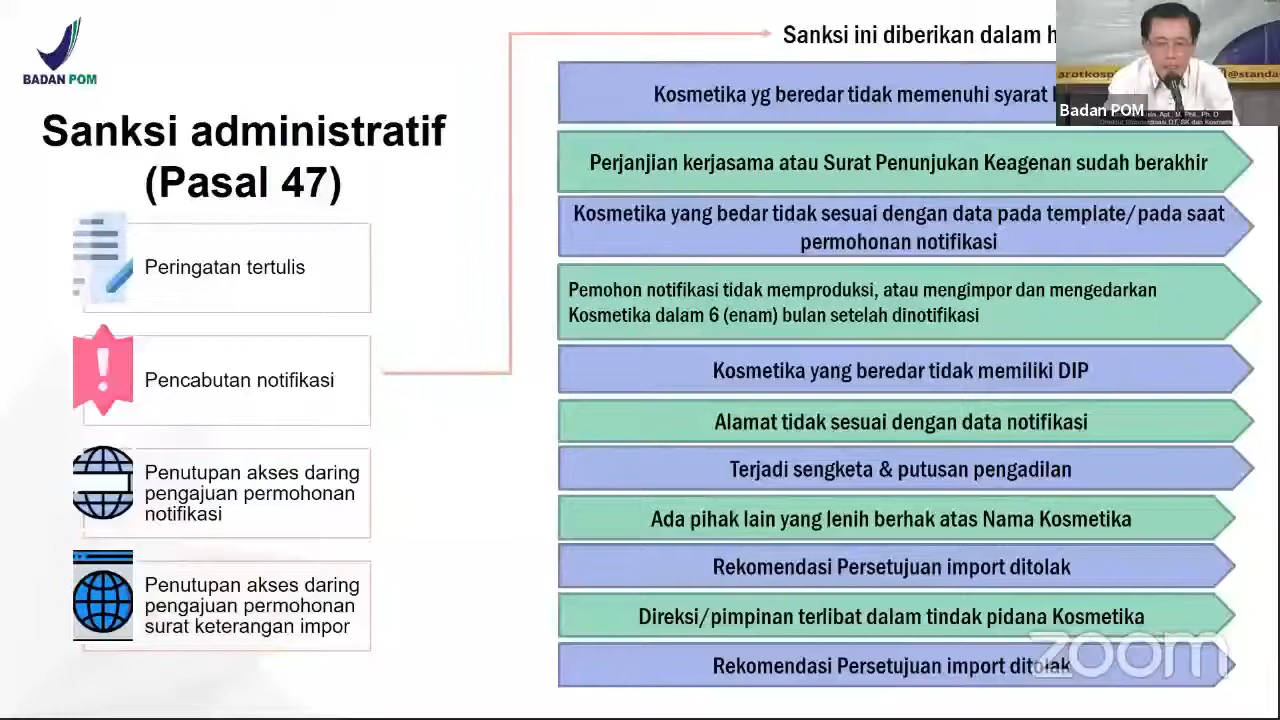 BADAN POM
Sanksi administratif
(Pasal 47)
Peringatan tertulis
Pencabutan notifikasi
Penutupan akses daring
pengajuan permohonan
notifikasi
Penutupan akses daring
pengajuan permohonan
surat keterangan impor
Sanksi ini diberikan dalam
Kosmetika yg beredar tidak memenuhi syarat
Perjanjian kerjasama atau Surat Penunjukan Keagenan sudah berakhir
Kosmetika yang bedar tidak sesuai dengan data pada template/pada saat
permohonan notifikasi
Pemohon notifikasi tidak memproduksi, atau mengimpor dan mengedarkan
Kosmetika dalam 6 (enam) bulan setelah dinotifikasi
Kosmetika yang beredar tidak memiliki DIP
Alamat tidak sesuai dengan data notifikasi
Terjadi sengketa & putusan pengadilan
Ada pihak lain yang lenih berhak atas Nama Kosmetika
Rekomendasi Persetujuan import ditolak
Direksi/pimpinan terlibat dalam tindak pidana Kosmetika
Rekomendasi Persetujuan import ditolak
Badan POM
zoom